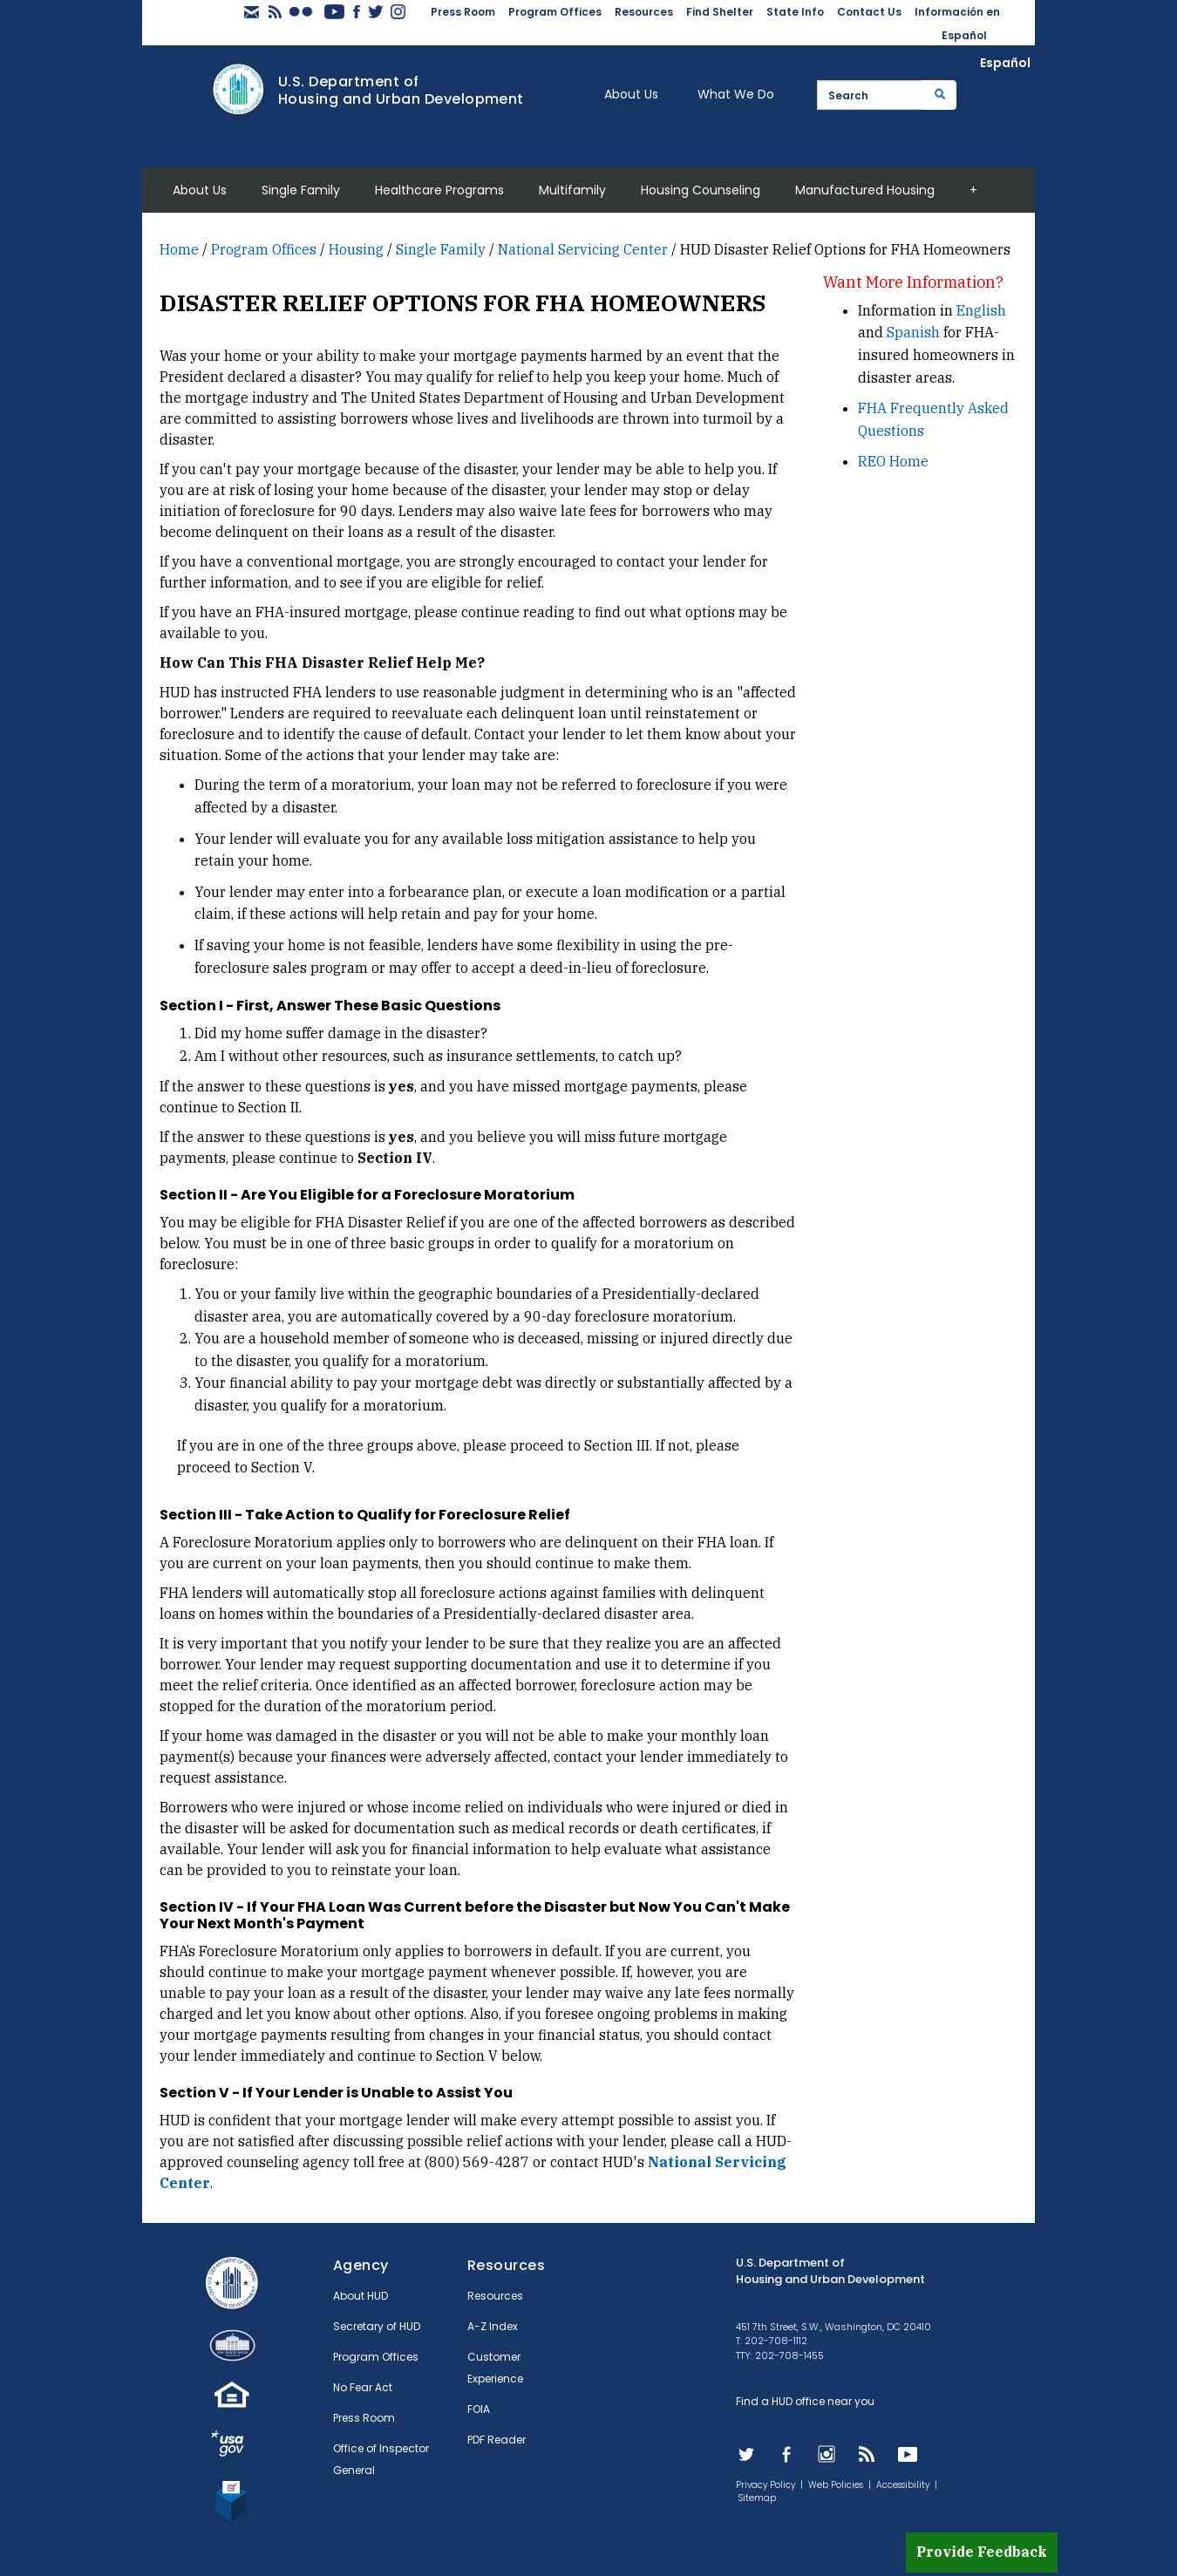 Press Room Program Offices Resources Find Shelter State Info Contact Us Información en
Español
Español
U.S. Department of
Housing and Urban Development
About Us What We Do Search
About Us Single Family Healthcare Programs Multifamily Housing Counseling Manufactured Housing +
Home / Program Offices / Housing / Single Family / National Servicing Center / HUD Disaster Relief Options for FHA Homeowners
DISASTER RELIEF OPTIONS FOR FHA HOMEOWNERS
Was your home or your ability to make your mortgage payments harmed by an event that the
President declared a disaster? You may qualify for relief to help you keep your home. Much of
the mortgage industry and The United States Department of Housing and Urban Development
are committed to assisting borrowers whose lives and livelihoods are thrown into turmoil by a
disaster.
If you can't pay your mortgage because of the disaster, your lender may be able to help you. If
you are at risk of losing your home because of the disaster, your lender may stop or delay
initiation of foreclosure for 90 days. Lenders may also waive late fees for borrowers who may
become delinquent on their loans as a result of the disaster.
If you have a conventional mortgage, you are strongly encouraged to contact your lender for
further information, and to see if you are eligible for relief.
If you have an FHA-insured mortgage, please continue reading to find out what options may be
available to you.
How Can This FHA Disaster Relief Help Me?
HUD has instructed FHA lenders to use reasonable judgment in determining who is an "affected
borrower." Lenders are required to reevaluate each delinquent loan until reinstatement or
foreclosure and to identify the cause of default. Contact your lender to let them know about your
situation. Some of the actions that your lender may take are:
• During the term of a moratorium, your loan may not be referred to foreclosure if you were
affected by a disaster.
• Your lender will evaluate you for any available loss mitigation assistance to help you
retain your home.
• Your lender may enter into a forbearance plan, or execute a loan modification or a partial
claim, if these actions will help retain and pay for your home.
• If saving your home is not feasible, lenders have some flexibility in using the pre-
foreclosure sales program or may offer to accept a deed-in-lieu of foreclosure.
Section I - First, Answer These Basic Questions
1. Did my home suffer damage in the disaster?
2. Am I without other resources, such as insurance settlements, to catch up?
If the answer to these questions is yes, and you have missed mortgage payments, please
continue to Section II.
If the answer to these questions is yes, and you believe you will miss future mortgage
payments, please continue to Section IV.
Section II - Are You Eligible for a Foreclosure Moratorium
You may be eligible for FHA Disaster Relief if you are one of the affected borrowers as described
below. You must be in one of three basic groups in order to qualify for a moratorium on
foreclosure:
1. You or your family live within the geographic boundaries of a Presidentially-declared
disaster area, you are automatically covered by a 90-day foreclosure moratorium.
2. You are a household member of someone who is deceased, missing or injured directly due
to the disaster, you qualify for a moratorium.
3. Your financial ability to pay your mortgage debt was directly or substantially affected by a
disaster, you qualify for a moratorium.
If you are in one of the three groups above, please proceed to Section III. If not, please
proceed to Section V.
Section III - Take Action to Qualify for Foreclosure Relief
A Foreclosure Moratorium applies only to borrowers who are delinquent on their FHA loan. If
you are current on your loan payments, then you should continue to make them.
FHA lenders will automatically stop all foreclosure actions against families with delinquent
loans on homes within the boundaries of a Presidentially-declared disaster area.
It is very important that you notify your lender to be sure that they realize you are an affected
borrower. Your lender may request supporting documentation and use it to determine if you
meet the relief criteria. Once identified as an affected borrower, foreclosure action may be
stopped for the duration of the moratorium period.
If your home was damaged in the disaster or you will not be able to make your monthly loan
payment(s) because your finances were adversely affected, contact your lender immediately to
request assistance.
Borrowers who were injured or whose income relied on individuals who were injured or died in
the disaster will be asked for documentation such as medical records or death certificates, if
available. Your lender will ask you for financial information to help evaluate what assistance
can be provided to you to reinstate your loan.
Section IV - If Your FHA Loan Was Current before the Disaster but Now You Can't Make
Your Next Month's Payment
FHA's Foreclosure Moratorium only applies to borrowers in default. If you are current, you
should continue to make your mortgage payment whenever possible. If, however, you are
unable to pay your loan as a result of the disaster, your lender may waive any late fees normally
charged and let you know about other options. Also, if you foresee ongoing problems in making
your mortgage payments resulting from changes in your financial status, you should contact
your lender immediately and continue to Section V below.
Section V - If Your Lender is Unable to Assist You
HUD is confident that your mortgage lender will make every attempt possible to assist you. If
you are not satisfied after discussing possible relief actions with your lender, please call a HUD-
approved counseling agency toll free at (800) 569-4287 or contact HUD's National Servicing
Center.
Want More Information?
• Information in English
and Spanish for FHA-
insured homeowners in
disaster areas.
• FHA Frequently Asked
Questions
• REO Home
usa
gov
Agency
About HUD
Secretary of HUD
Program Offices
No Fear Act
Press Room
Office of Inspector
General
Resources
Resources
A-Z Index
Customer
Experience
FOIA
PDF Reader
U.S. Department of
Housing and Urban Development
451 7th Street, S.W., Washington, DC 20410
T: 202-708-1112
TTY: 202-708-1455
Find a HUD office near you
Privacy Policy | Web Policies | Accessibility |
Sitemap
Provide Feedback